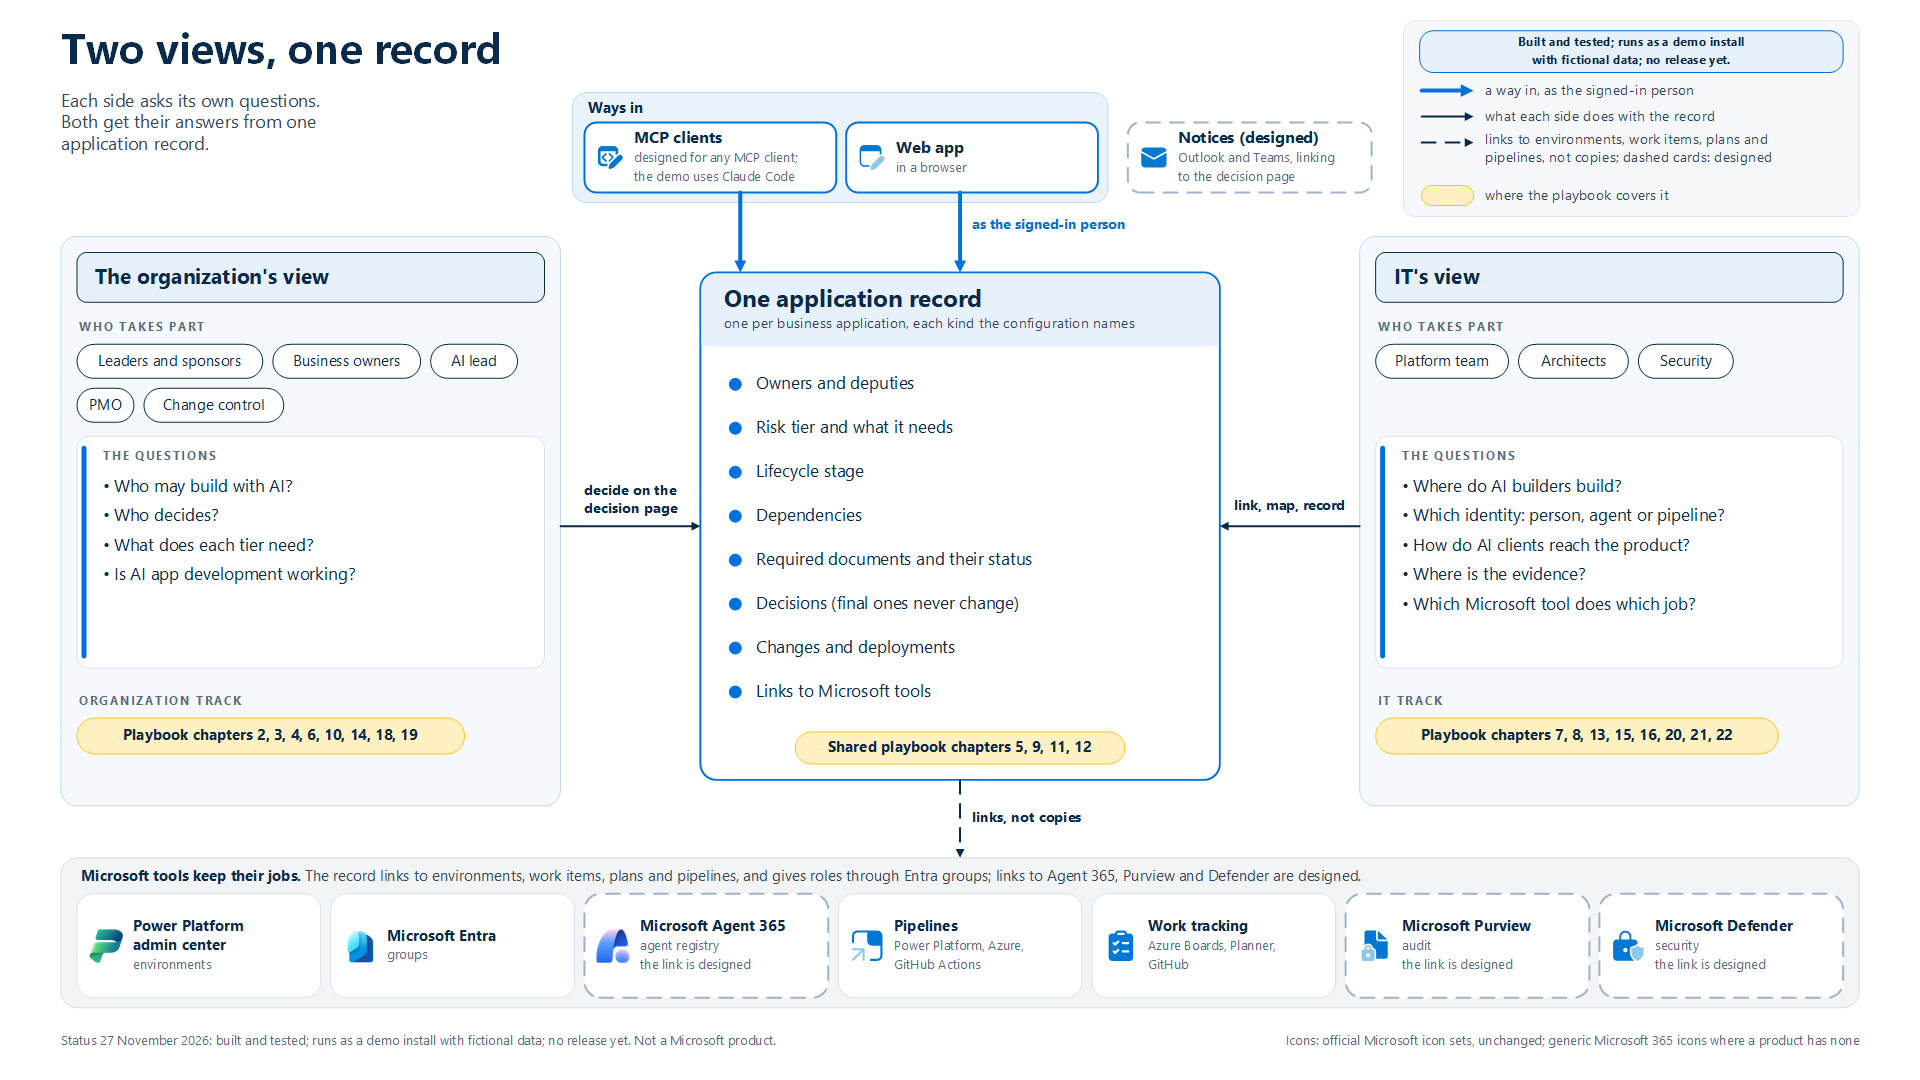 Two views, one record
Each side asks its own questions.
Both get their answers from one
application record.
Ways in
MCP clients
designed for any MCP client;
the demo uses Claude Code
Web app
in a browser
Notices (designed)
Outlook and Teams, linking
to the decision page
Built and tested; runs as a demo install
with fictional data; no release yet.
a way in, as the signed-in person
what each side does with the record
links to environments, work items, plans and
pipelines, not copies; dashed cards: designed
where the playbook covers it
as the signed-in person
The organization's view
WHO TAKES PART
Leaders and sponsors
Business owners
AI lead
PMO
Change control
THE QUESTIONS
• Who may build with AI?
• Who decides?
• What does each tier need?
• Is AI app development working?
ORGANIZATION TRACK
Playbook chapters 2, 3, 4, 6, 10, 14, 18, 19
decide on the
decision page
One application record
one per business application, each kind the configuration names
Owners and deputies
Risk tier and what it needs
Lifecycle stage
Dependencies
Required documents and their status
Decisions (final ones never change)
Changes and deployments
Links to Microsoft tools
Shared playbook chapters 5, 9, 11, 12
link, map, record
IT's view
WHO TAKES PART
Platform team
Architects
Security
THE QUESTIONS
• Where do AI builders build?
• Which identity: person, agent or pipeline?
• How do AI clients reach the product?
• Where is the evidence?
• Which Microsoft tool does which job?
IT TRACK
Playbook chapters 7, 8, 13, 15, 16, 20, 21, 22
links, not copies
Microsoft tools keep their jobs. The record links to environments, work items, plans and pipelines, and gives roles through Entra groups; links to Agent 365, Purview and Defender are designed.
Power Platform
admin center
environments
Microsoft Entra
groups
Microsoft Agent 365
agent registry
the link is designed
Pipelines
Power Platform, Azure,
GitHub Actions
Work tracking
Azure Boards, Planner,
GitHub
Microsoft Purview
audit
the link is designed
Microsoft Defender
security
the link is designed
Status 27 November 2026: built and tested; runs as a demo install with fictional data; no release yet. Not a Microsoft product.
Icons: official Microsoft icon sets, unchanged; generic Microsoft 365 icons where a product has none